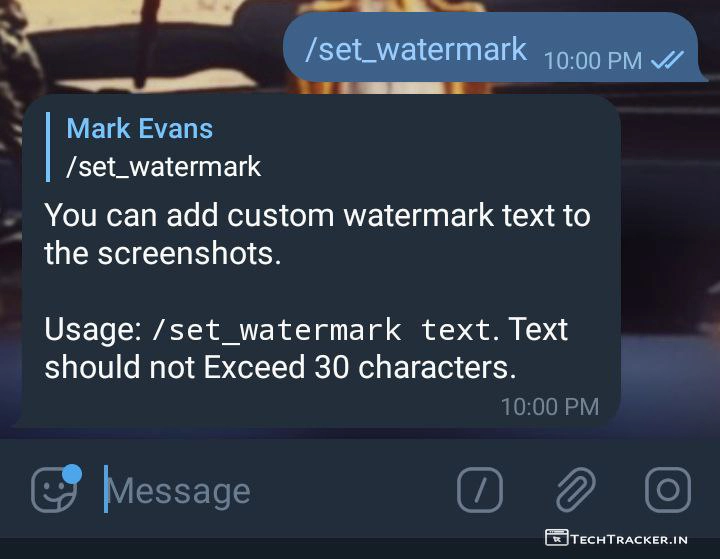 /set_watermark 10:00 PM
Mark Evans
/set_watermark
You can add custom watermark text to
the screenshots.
Usage: /set_watermark text. Text
should not Exceed 30 characters.
10:00 PM
Message
TECHTRACKER.IN